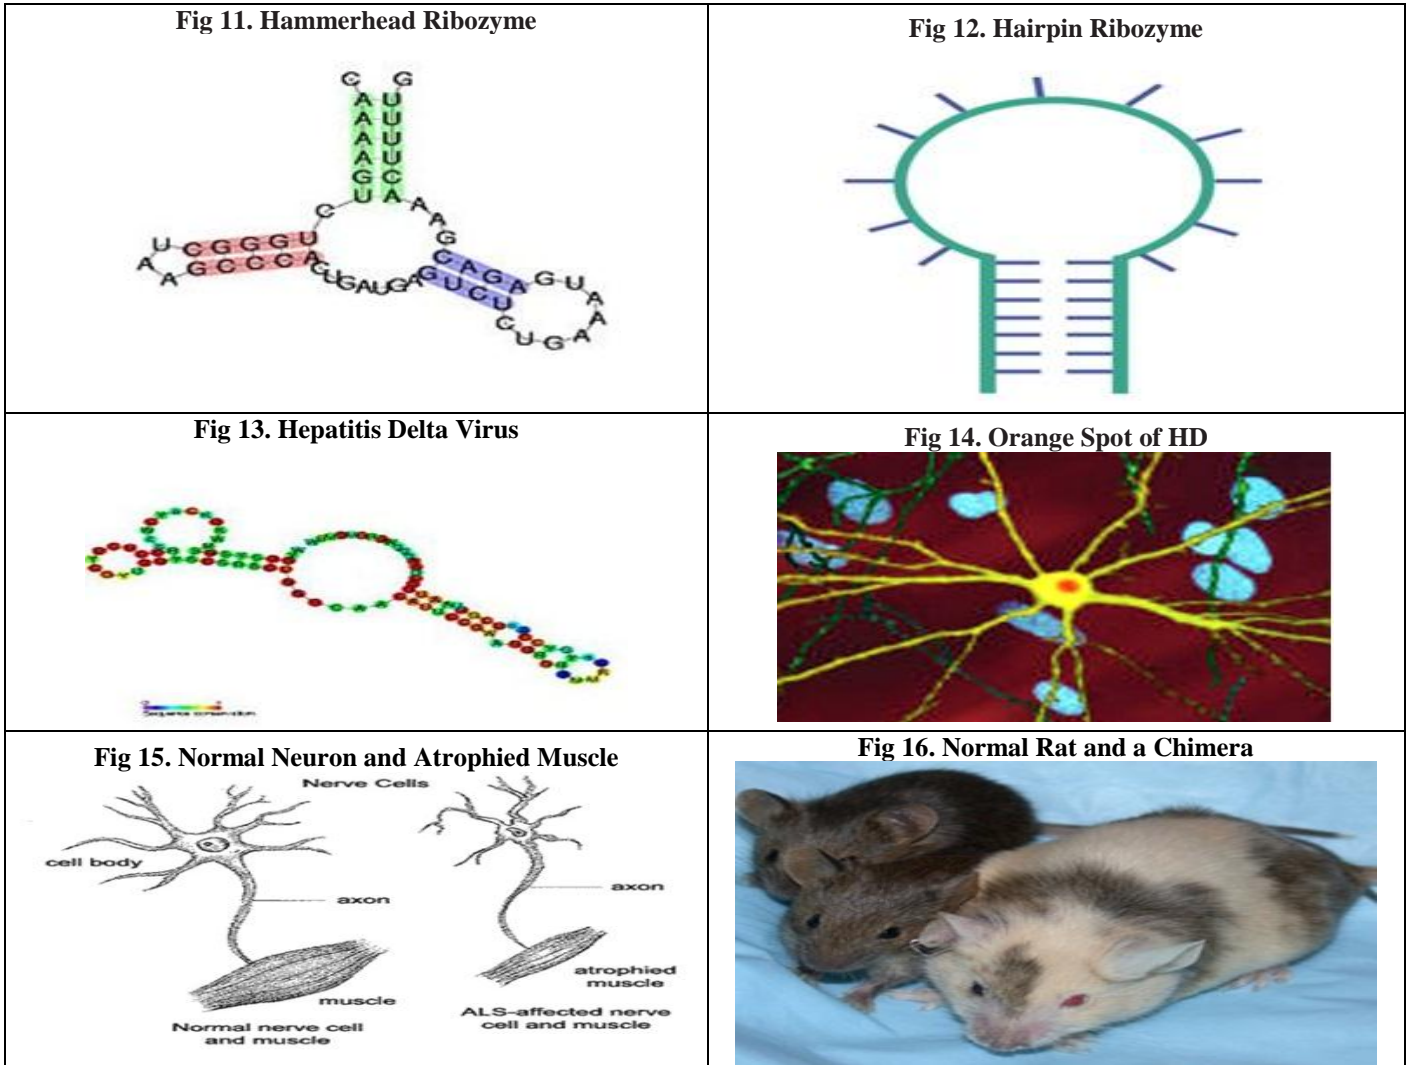 Fig 11. Hammerhead Ribozyme
C G
A U
A U
A U
A U
G C
U A
C
A
A
G
U C G G G U
A
A G C C C A
C U G A U G A
C A G A
G U C U
G U A A A
C U G A
Fig 12. Hairpin Ribozyme
Fig 13. Hepatitis Delta Virus
Fig 14. Orange Spot of HD
Fig 15. Normal Neuron and Atrophied Muscle
Nerve Cells
cell body
axon
muscle
Normal nerve cell
and muscle
axon
atrophied
muscle
ALS-affected nerve
cell and muscle
Fig 16. Normal Rat and a Chimera